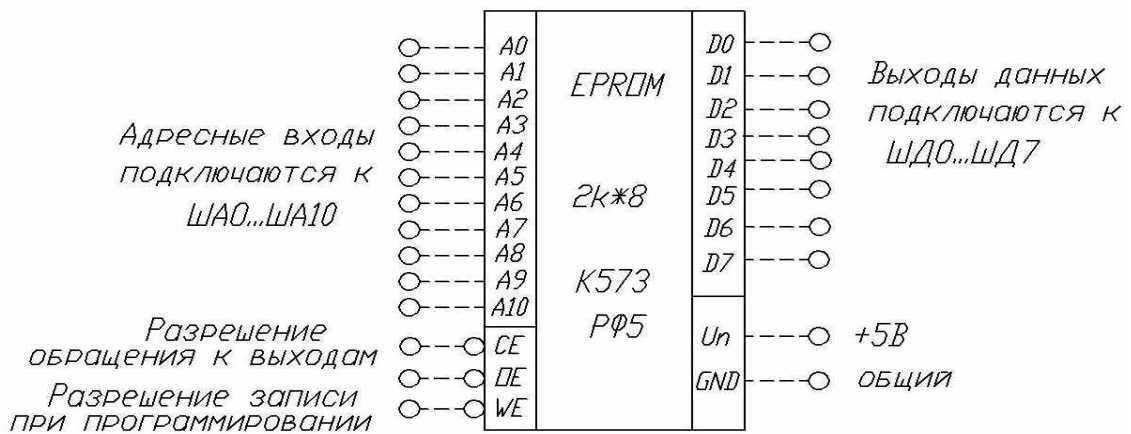 Адресные входы
подключаются к
ША0...ША10
Разрешение
обращения к выходам
Разрешение записи
при программировании
A0
A1
A2
A3
A4
A5
A6
A7
A8
A9
A10
CE
OE
WE
EPROM
2k*8
К573
РФ5
D0
D1
D2
D3
D4
D5
D6
D7
Uп
GND
Выходы данных
подключаются к
ШД0...ШД7
+5В
общий